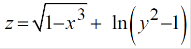 z = √(1−x³) + ln(y²−1)